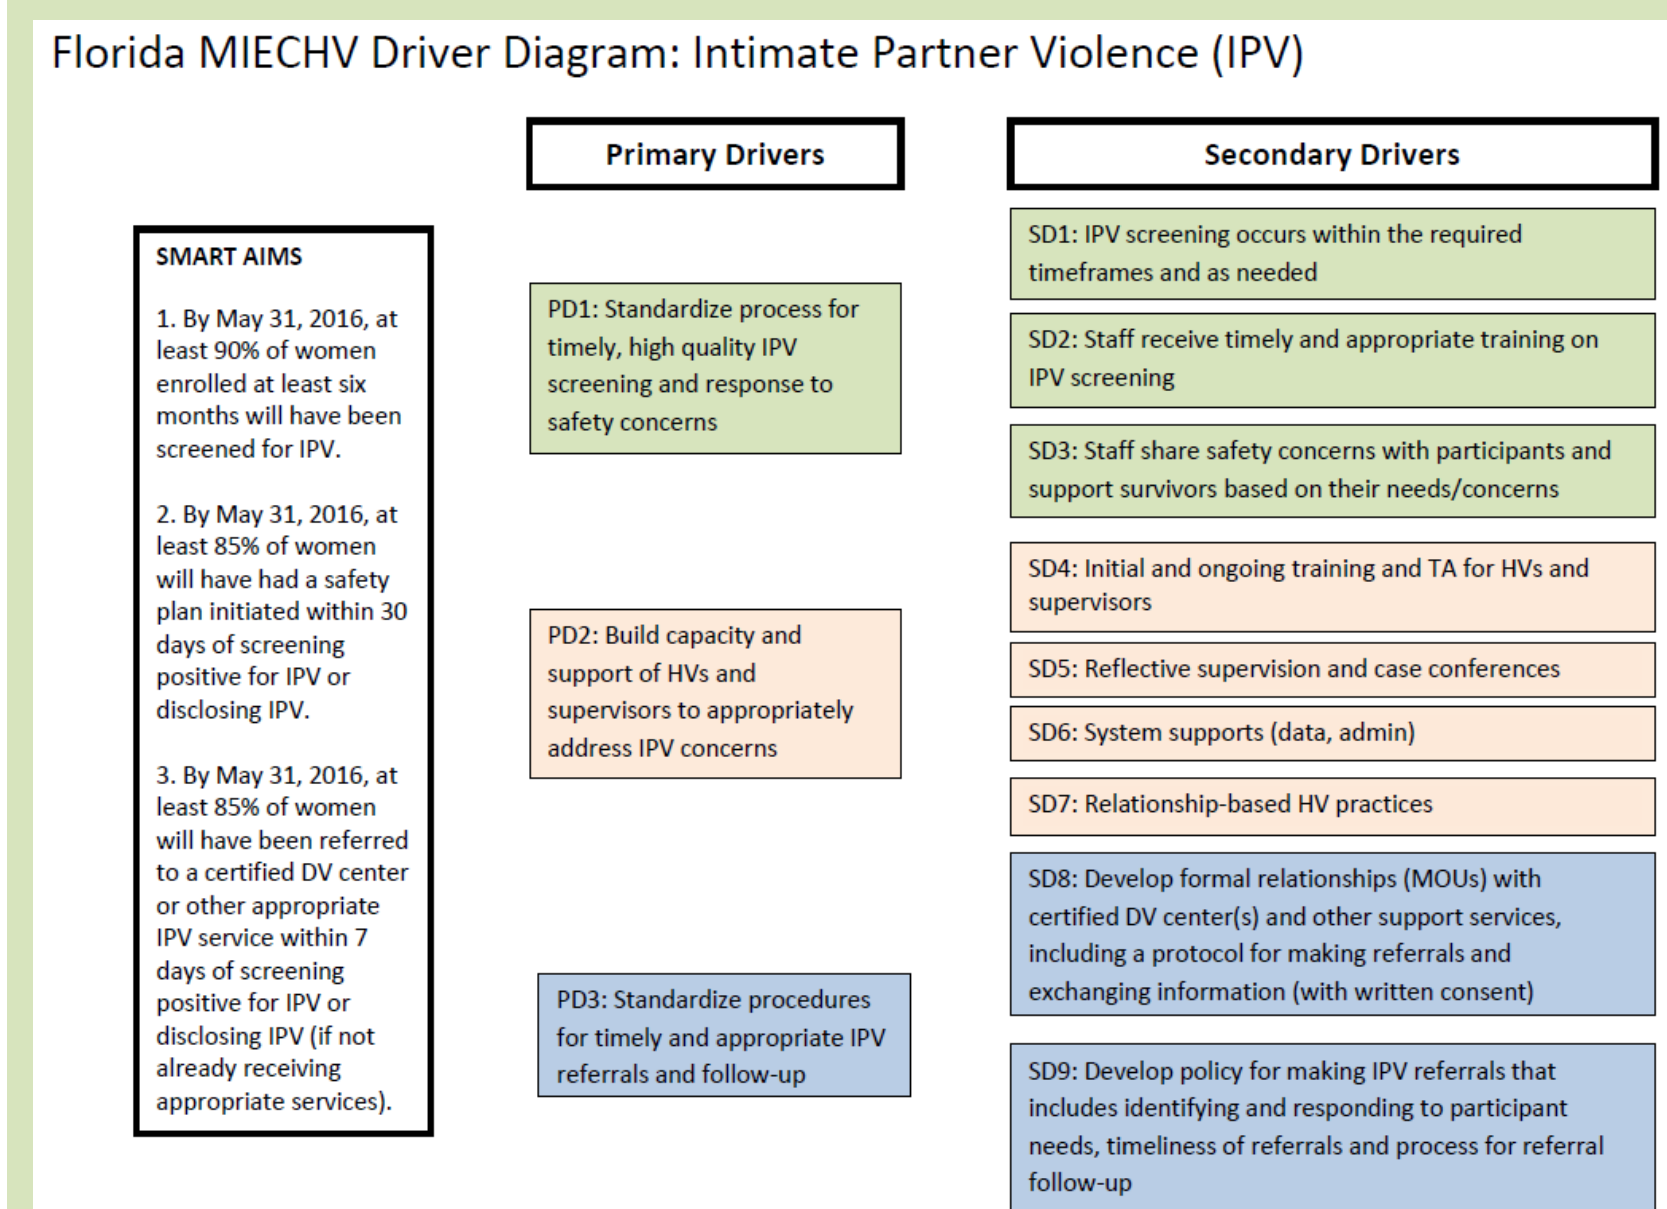 Florida MIECHV Driver Diagram: Intimate Partner Violence (IPV)
Primary Drivers
Secondary Drivers
SMART AIMS
1. By May 31, 2016, at
least 90% of women
enrolled at least six
months will have been
screened for IPV.
2. By May 31, 2016, at
least 85% of women
will have had a safety
plan initiated within 30
days of screening
positive for IPV or
disclosing IPV.
3. By May 31, 2016, at
least 85% of women
will have been referred
to a certified DV center
or other appropriate
IPV service within 7
days of screening
positive for IPV or
disclosing IPV (if not
already receiving
appropriate services).
PD1: Standardize process for
timely, high quality IPV
screening and response to
safety concerns
PD2: Build capacity and
support of HVs and
supervisors to appropriately
address IPV concerns
PD3: Standardize procedures
for timely and appropriate IPV
referrals and follow-up
SD1: IPV screening occurs within the required
timeframes and as needed
SD2: Staff receive timely and appropriate training on
IPV screening
SD3: Staff share safety concerns with participants and
support survivors based on their needs/concerns
SD4: Initial and ongoing training and TA for HVs and
supervisors
SD5: Reflective supervision and case conferences
SD6: System supports (data, admin)
SD7: Relationship-based HV practices
SD8: Develop formal relationships (MOUs) with
certified DV center(s) and other support services,
including a protocol for making referrals and
exchanging information (with written consent)
SD9: Develop policy for making IPV referrals that
includes identifying and responding to participant
needs, timeliness of referrals and process for referral
follow-up